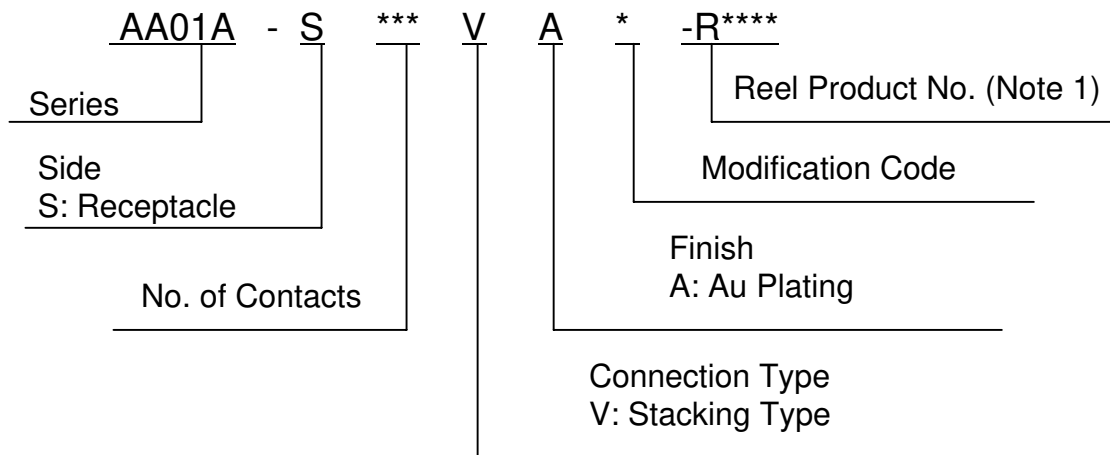 AA01A - S *** V A * -R****
Series
Reel Product No. (Note 1)
Side
S: Receptacle
Modification Code
No. of Contacts
Finish
A: Au Plating
Connection Type
V: Stacking Type